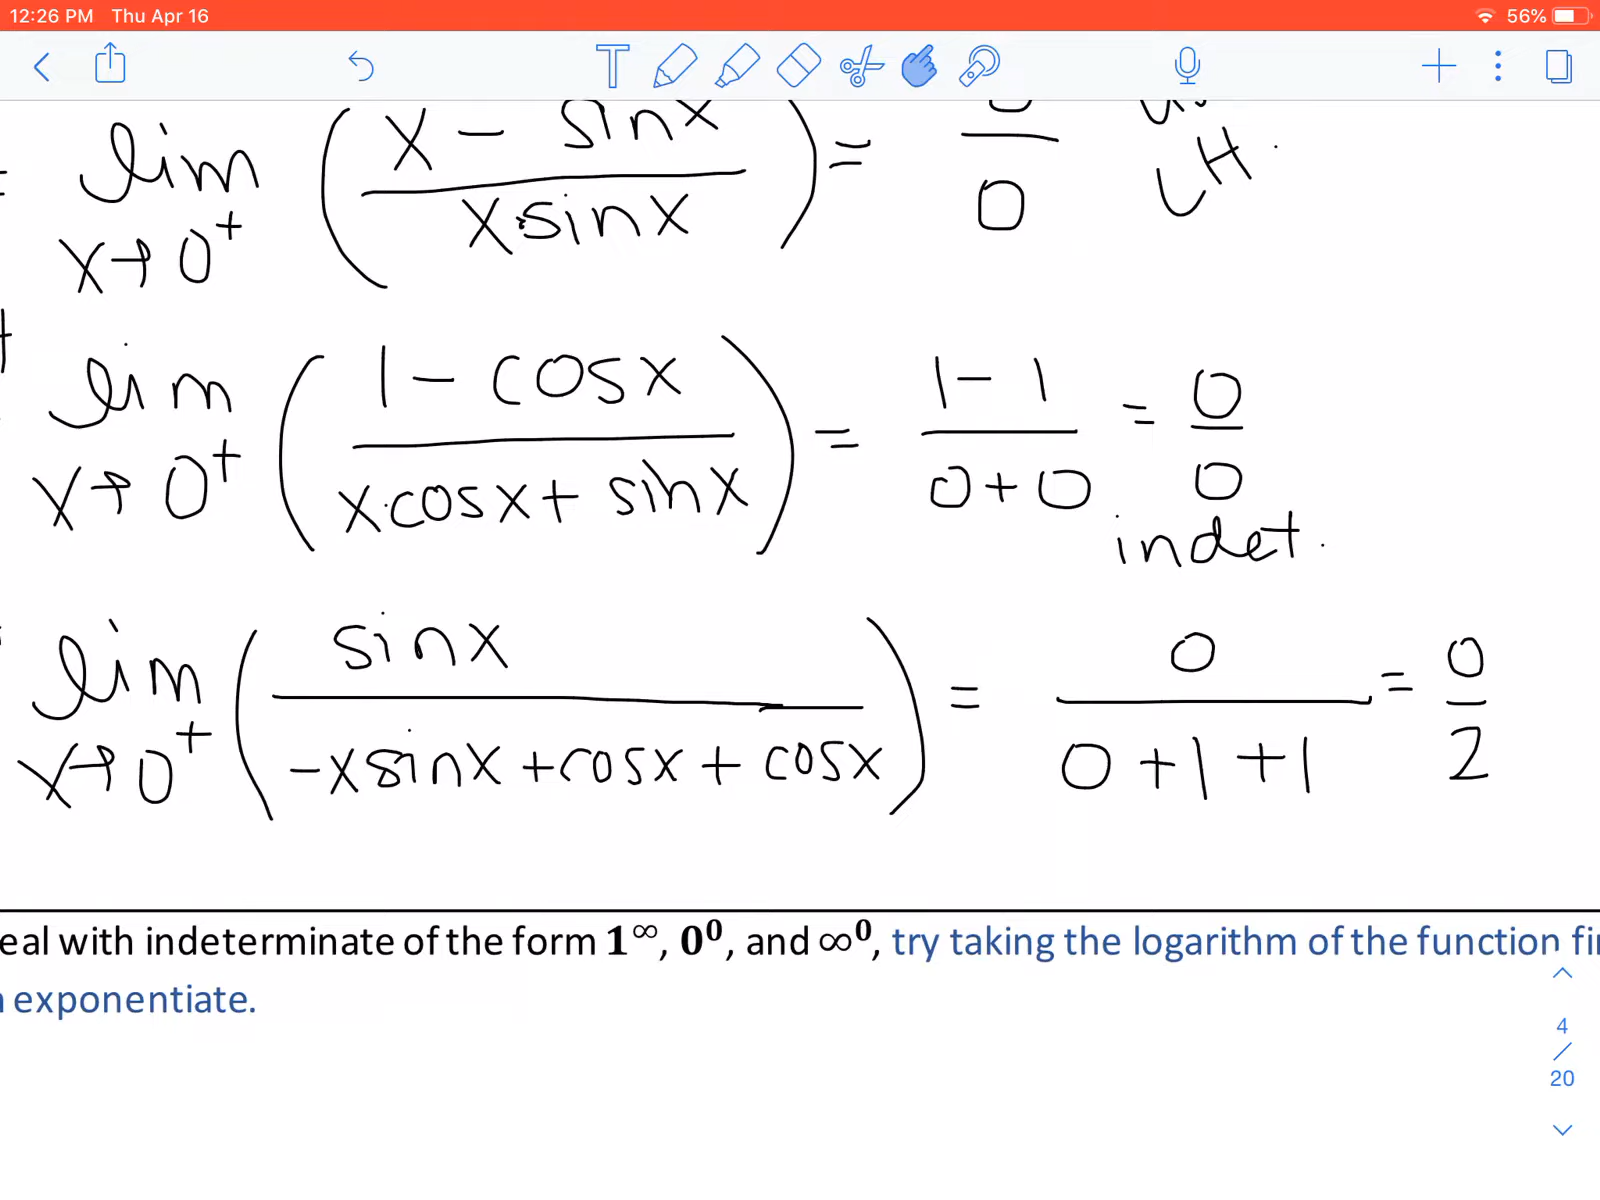 12:26 PM Thu Apr 16 56%
T
lim x→0⁺ (x - sinx / x·sinx) = 0/0 LH.
lim x→0⁺ (1 - cosx / x·cosx + sinx) = 1-1 / 0+0 = 0/0
indet.
lim x→0⁺ (sinx / -xsinx + cosx + cosx) = 0 / 0+1+1 = 0/2
eal with indeterminate of the form 1^∞, 0⁰, and ∞⁰, try taking the logarithm of the function fi
exponentiate.
4
/
20